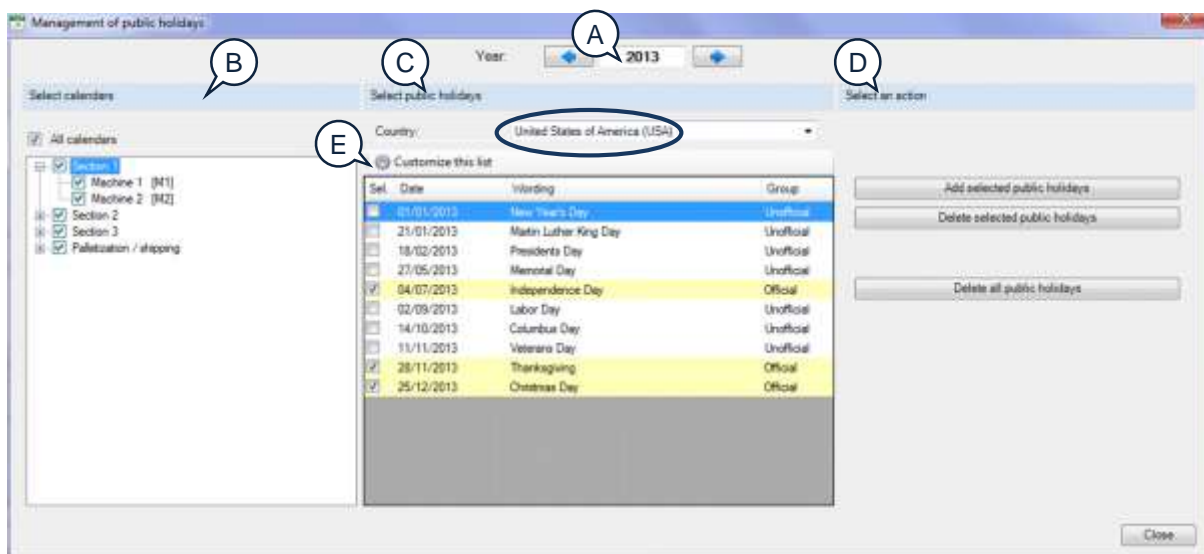 Management of public holidays
A
B
C
D
E
Year:
2013
Select calendars
Select public holidays
Select an action
All calendars
Section 1
Machine 1 [M1]
Machine 2 [M2]
Section 2
Section 3
Palletization / shipping
Country:
United States of America (USA)
Customize this list
Sel. Date Wording Group
01/01/2013 New Year's Day Unofficial
21/01/2013 Martin Luther King Day Unofficial
18/02/2013 Presidents Day Unofficial
27/05/2013 Memorial Day Unofficial
04/07/2013 Independence Day Official
02/09/2013 Labor Day Unofficial
14/10/2013 Columbus Day Unofficial
11/11/2013 Veterans Day Unofficial
28/11/2013 Thanksgiving Official
25/12/2013 Christmas Day Official
Add selected public holidays
Delete selected public holidays
Delete all public holidays
Close